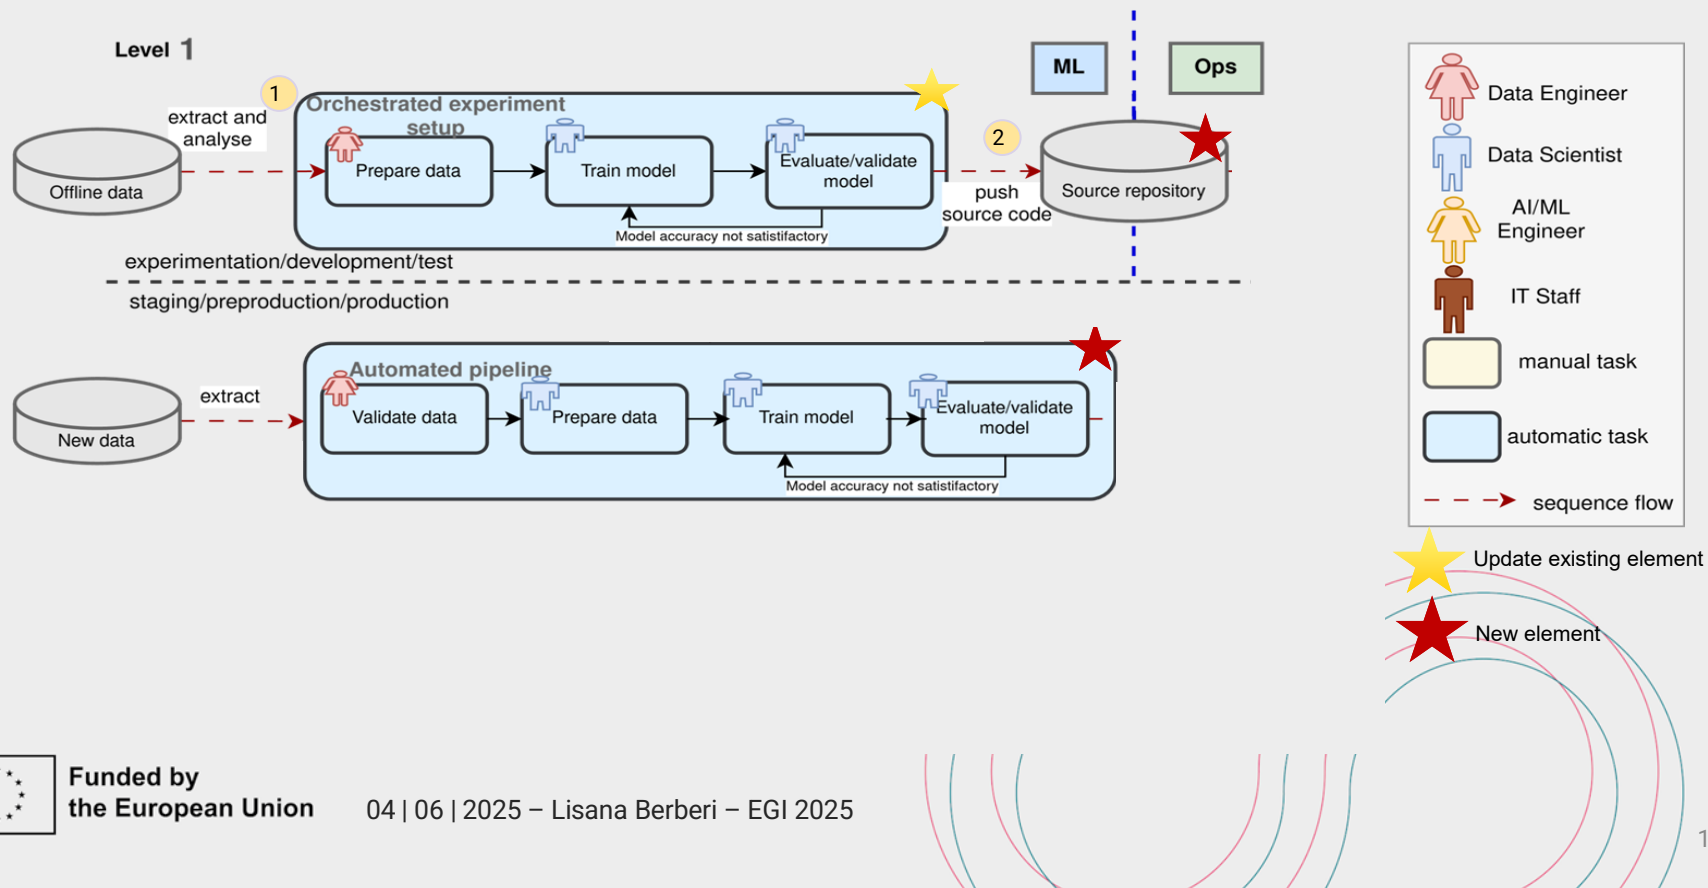 Level 1
ML
Ops
1
Orchestrated experiment
setup
extract and
analyse
2
Offline data
Prepare data
Train model
Evaluate/validate
model
Source repository
push
source code
Model accuracy not satistifactory
experimentation/development/test
staging/preproduction/production
Automated pipeline
extract
New data
Validate data
Prepare data
Train model
Evaluate/validate
model
Model accuracy not satistifactory
Data Engineer
Data Scientist
AI/ML
Engineer
IT Staff
manual task
automatic task
sequence flow
Update existing element
New element
Funded by
the European Union
04 | 06 | 2025 – Lisana Berberi – EGI 2025